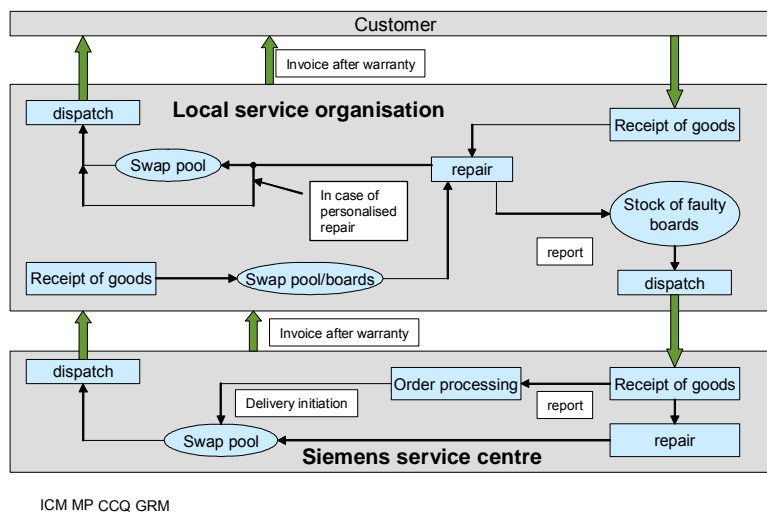 Customer
Invoice after warranty
dispatch
Local service organisation
Receipt of goods
Swap pool
repair
In case of
personalised
repair
Stock of faulty
boards
report
Receipt of goods
Swap pool/boards
dispatch
Invoice after warranty
dispatch
Order processing
Receipt of goods
Delivery initiation
report
Swap pool
repair
Siemens service centre
ICM MP CCQ GRM